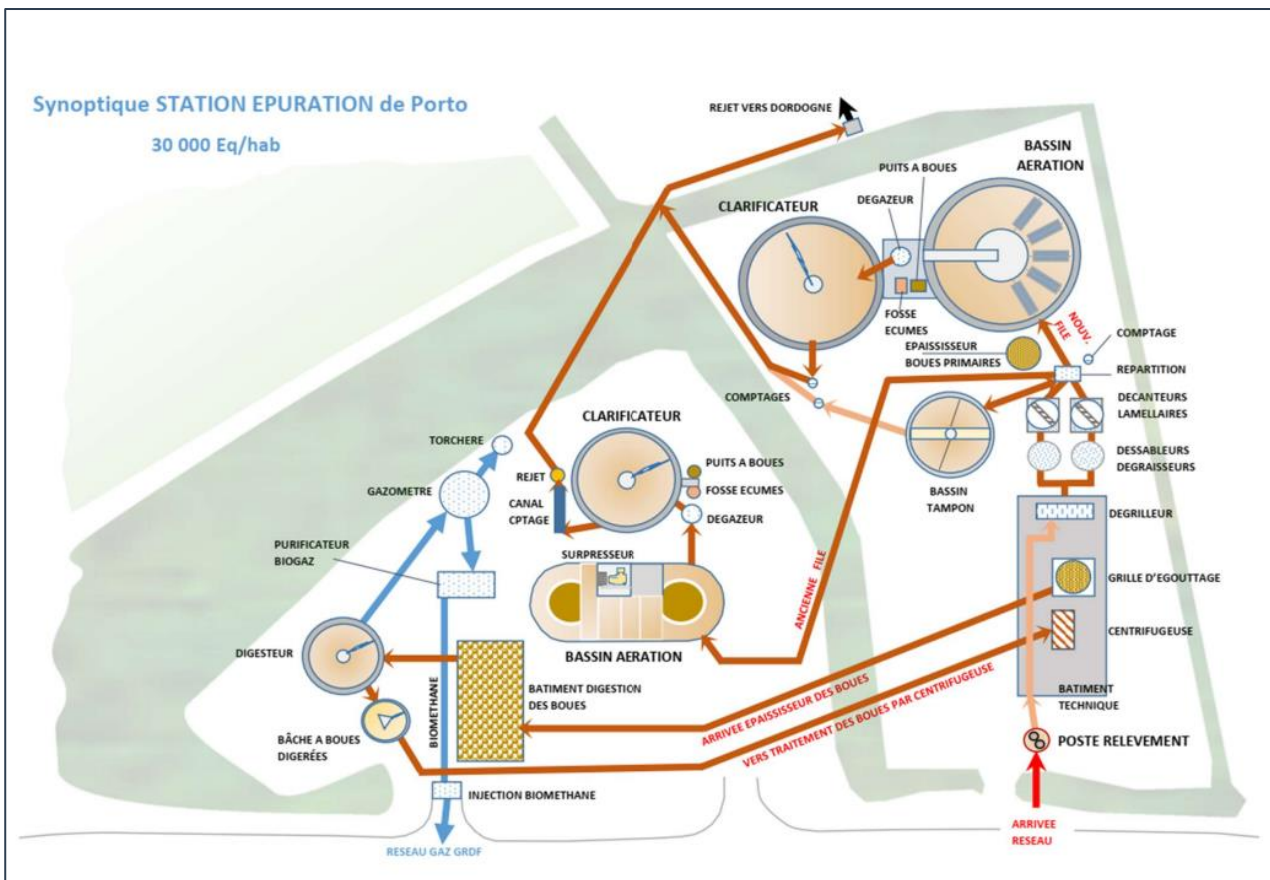 Synoptique STATION EPURATION de Porto
30 000 Eq/hab
REJET VERS DORDOGNE
BASSIN
AERATION
PUITS A BOUES
DEGAZEUR
CLARIFICATEUR
FOSSE
ECUMES
NOUV.
FILE
EPAISSISSEUR
BOUES PRIMAIRES
COMPTAGE
REPARTITION
COMPTAGES
DECANTEURS
LAMELLAIRES
DESSABLEURS
DEGRAISSEURS
BASSIN
TAMPON
DEGRILLEUR
CLARIFICATEUR
TORCHERE
PUITS A BOUES
REJET
FOSSE ECUMES
GAZOMETRE
CANAL
CPTAGE
DEGAZEUR
PURIFICATEUR
BIOGAZ
SURPRESSEUR
ANCIENNE FILE
GRILLE D'EGOUTTAGE
CENTRIFUGEUSE
DIGESTEUR
BASSIN AERATION
BATIMENT DIGESTION
DES BOUES
BIOMETHANE
ARRIVEE EPAISSISSEUR DES BOUES
VERS TRAITEMENT DES BOUES PAR CENTRIFUGEUSE
BATIMENT
TECHNIQUE
BÂCHE A BOUES
DIGERÉES
POSTE RELEVEMENT
INJECTION BIOMETHANE
ARRIVEE
RESEAU
RESEAU GAZ GRDF